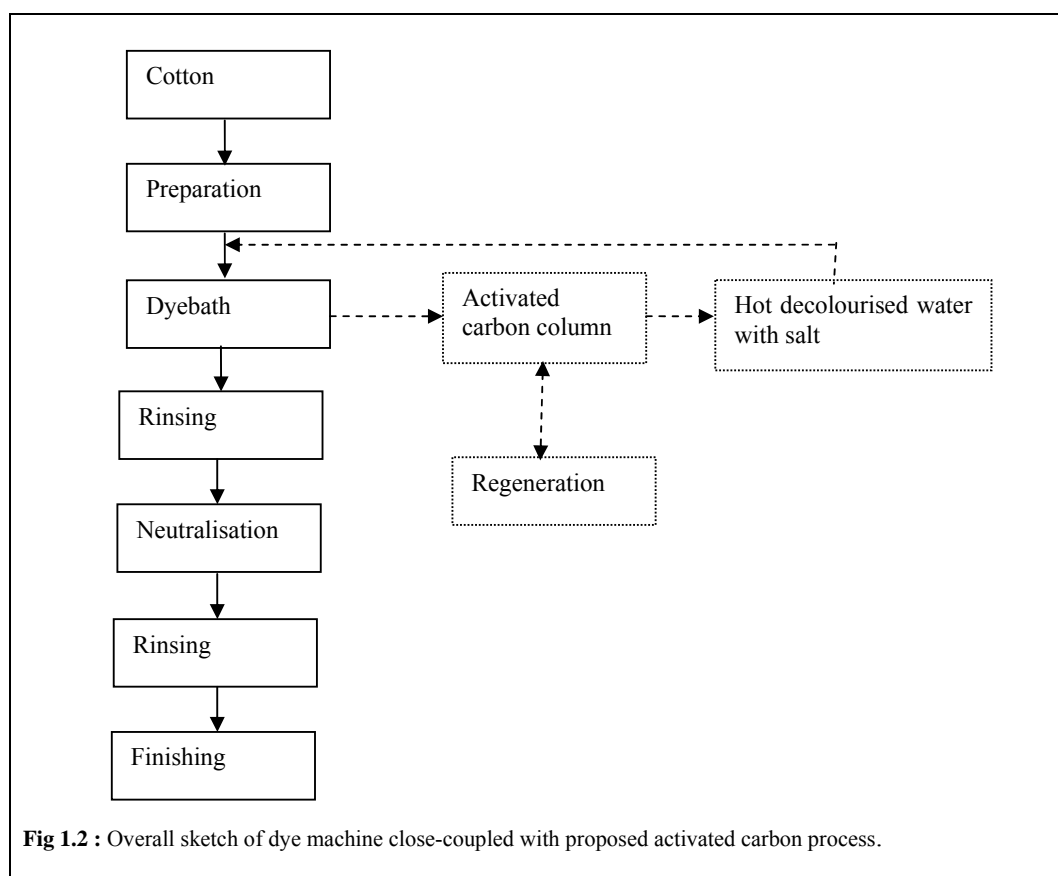 Cotton
Preparation
Dyebath
Activated
carbon column
Hot decolourised water
with salt
Rinsing
Regeneration
Neutralisation
Rinsing
Finishing
Fig 1.2 : Overall sketch of dye machine close-coupled with proposed activated carbon process.